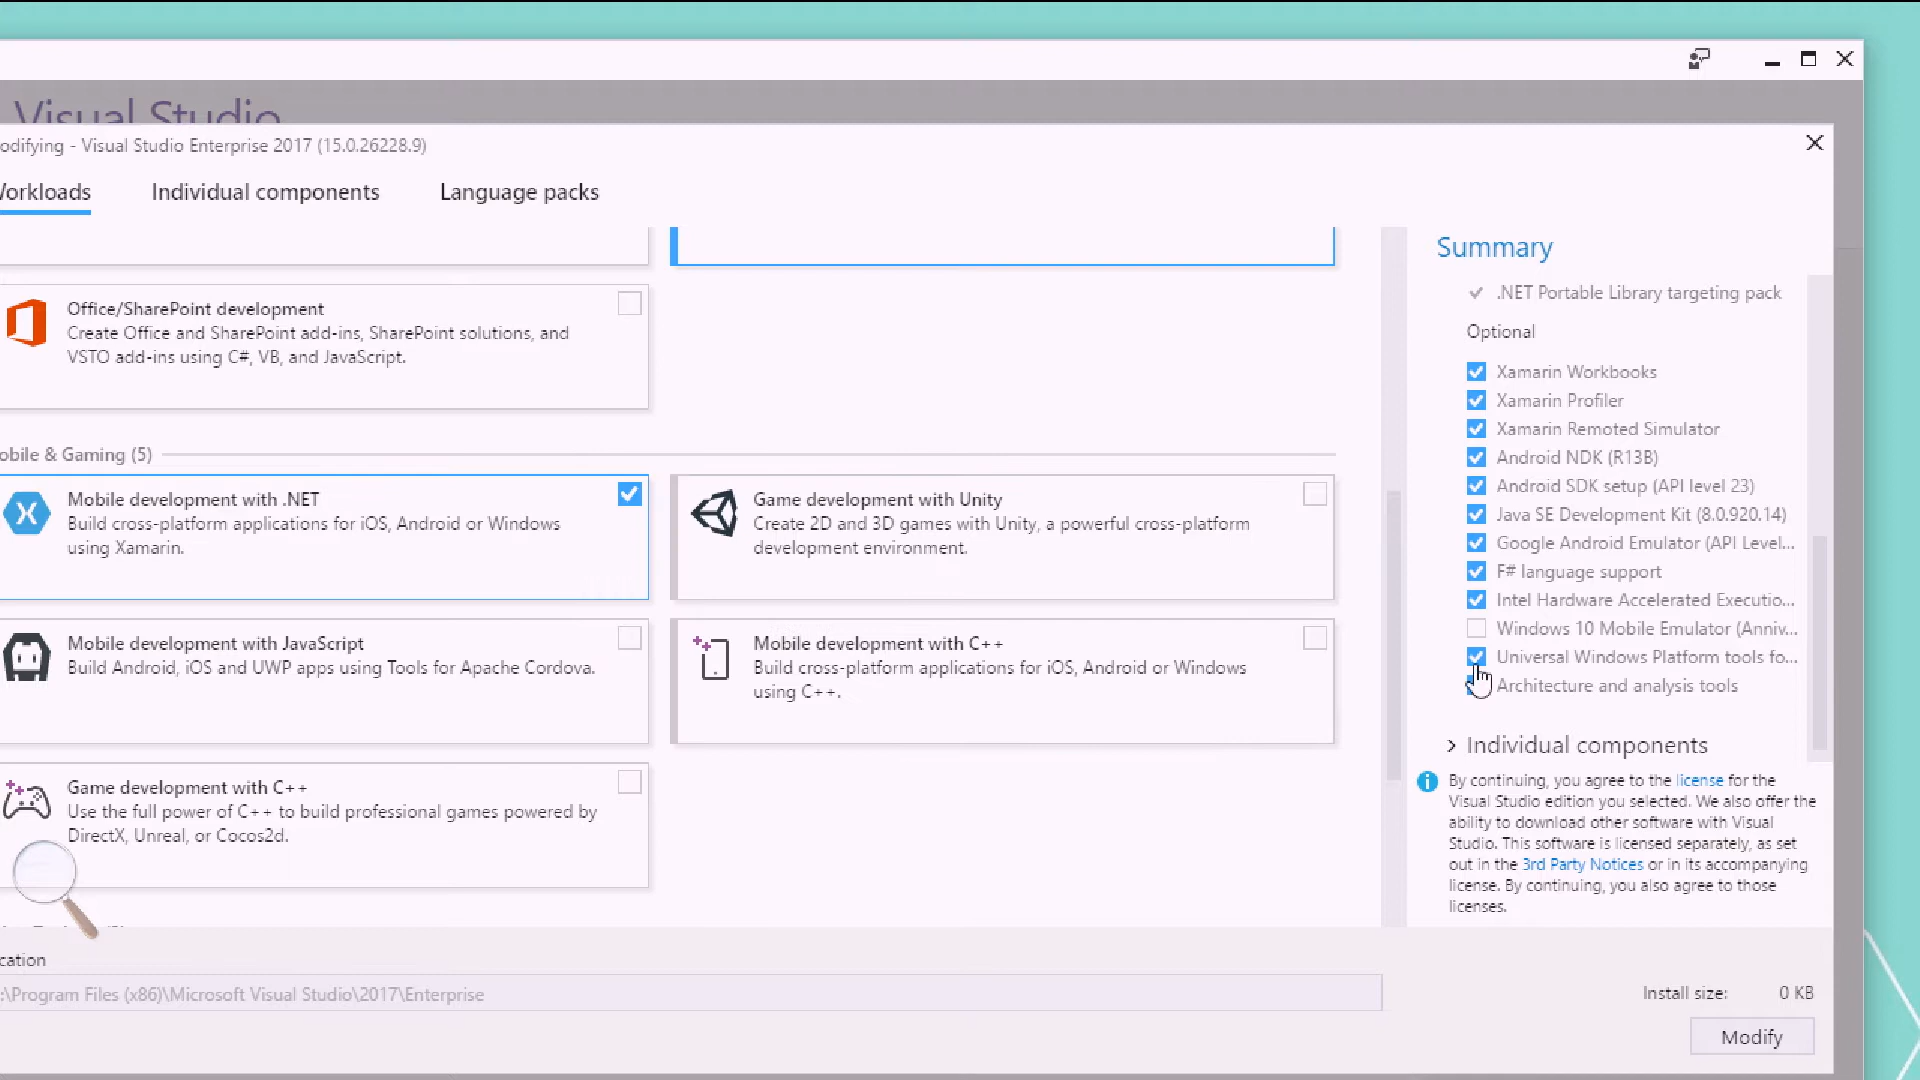 Visual Studio
odifying - Visual Studio Enterprise 2017 (15.0.26228.9)
Workloads
Individual components
Language packs
Office/SharePoint development
Create Office and SharePoint add-ins, SharePoint solutions, and
VSTO add-ins using C#, VB, and JavaScript.
obile & Gaming (5)
Mobile development with .NET
Build cross-platform applications for iOS, Android or Windows
using Xamarin.
Game development with Unity
Create 2D and 3D games with Unity, a powerful cross-platform
development environment.
Mobile development with JavaScript
Build Android, iOS and UWP apps using Tools for Apache Cordova.
Mobile development with C++
Build cross-platform applications for iOS, Android or Windows
using C++.
Game development with C++
Use the full power of C++ to build professional games powered by
DirectX, Unreal, or Cocos2d.
cation
:\Program Files (x86)\Microsoft Visual Studio\2017\Enterprise
Summary
.NET Portable Library targeting pack
Optional
Xamarin Workbooks
Xamarin Profiler
Xamarin Remoted Simulator
Android NDK (R13B)
Android SDK setup (API level 23)
Java SE Development Kit (8.0.920.14)
Google Android Emulator (API Level...
F# language support
Intel Hardware Accelerated Executio...
Windows 10 Mobile Emulator (Anniv...
Universal Windows Platform tools fo...
Architecture and analysis tools
Individual components
By continuing, you agree to the license for the
Visual Studio edition you selected. We also offer the
ability to download other software with Visual
Studio. This software is licensed separately, as set
out in the 3rd Party Notices or in its accompanying
license. By continuing, you also agree to those
licenses.
Install size: 0 KB
Modify